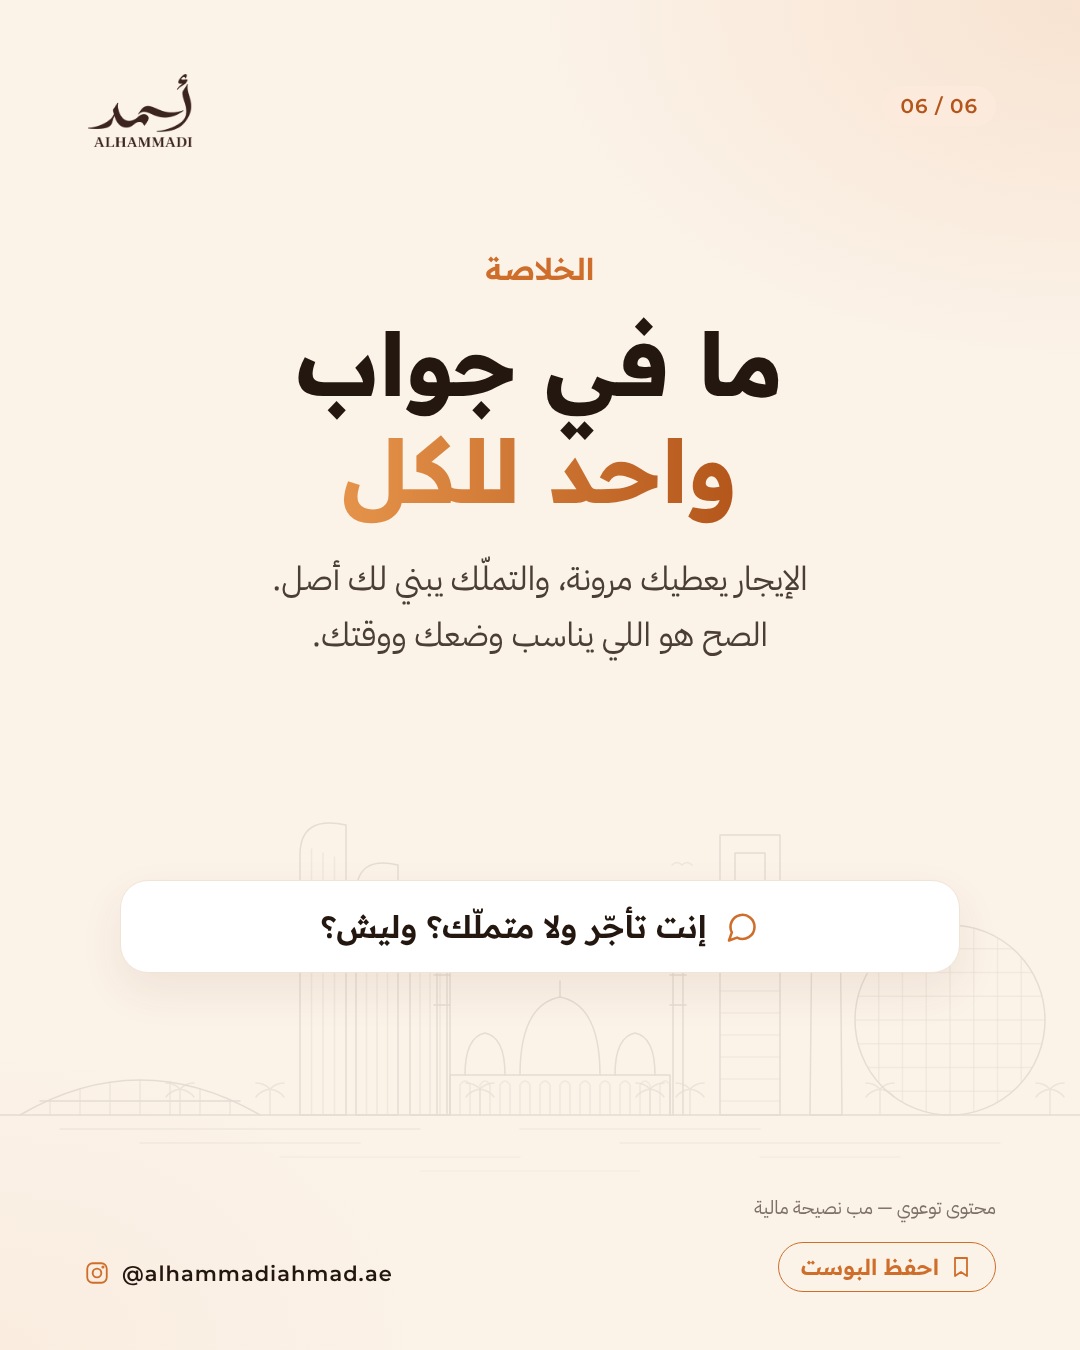 أحمد
ALHAMMADI
06 / 06
الخلاصة
ما في جواب
واحد للكل
الإيجار يعطيك مرونة، والتملّك يبني لك أصل.
الصح هو اللي يناسب وضعك ووقتك.
إنت تأجّر ولا متملّك؟ وليش؟
محتوى توعوي — مب نصيحة مالية
احفظ البوست
@alhammadiahmad.ae